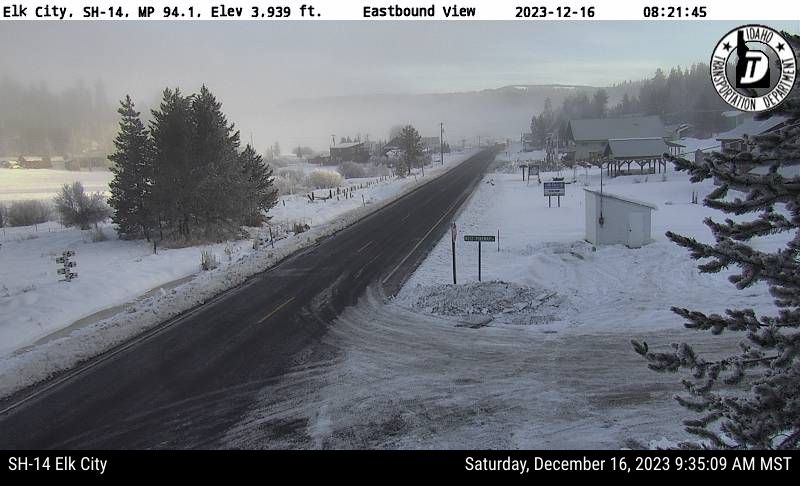 Elk City, SH-14, MP 94.1, Elev 3,939 ft. Eastbound View 2023-12-16 08:21:45
IDAHO
TRANSPORTATION DEPARTMENT
SH-14 Elk City
Saturday, December 16, 2023 9:35:09 AM MST